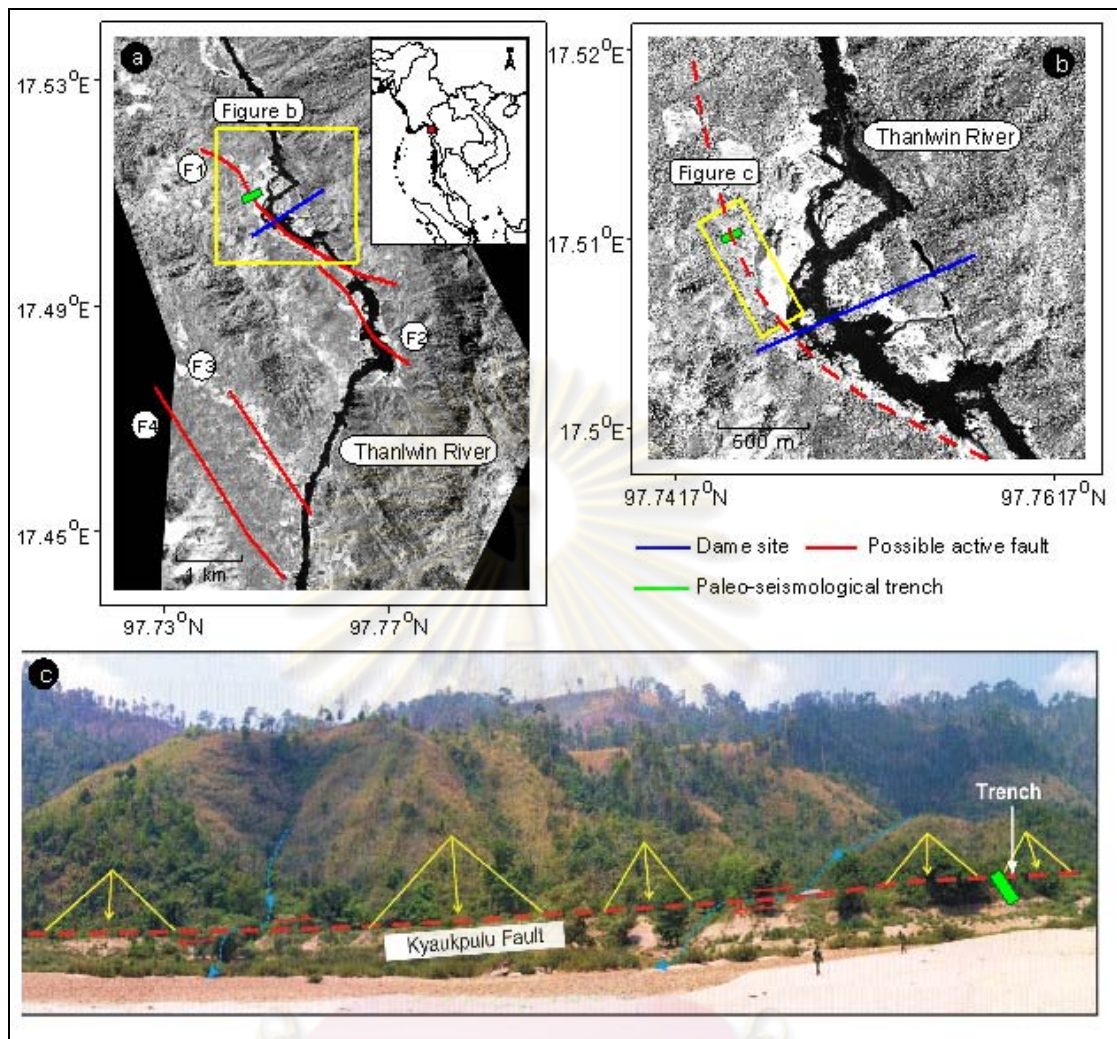 a
17.53°E
Figure b
F1
17.49°E
F2
F3
F4
Thanlwin River
17.45°E
1 km
97.73°N
97.77°N
b
17.52°E
Thanlwin River
Figure c
17.51°E
17.5°E
500 m
97.7417°N
97.7617°N
Dame site
Possible active fault
Paleo-seismological trench
c
Trench
Kyaukpulu Fault